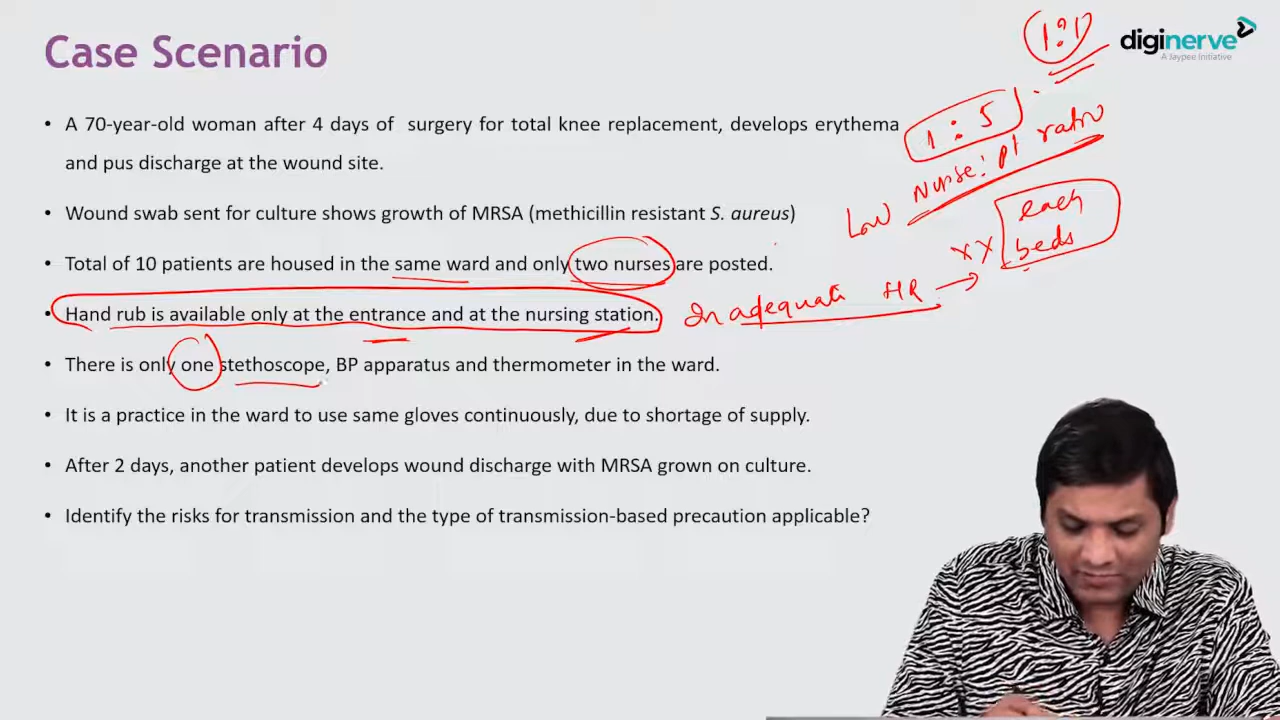 Case Scenario
diginerve
A Jaypee Initiative
1:1
• A 70-year-old woman after 4 days of surgery for total knee replacement, develops erythema
and pus discharge at the wound site.
1 : 5
Low Nurse: pt ratio
• Wound swab sent for culture shows growth of MRSA (methicillin resistant S. aureus)
• Total of 10 patients are housed in the same ward and only two nurses are posted.
XX each
beds
• Hand rub is available only at the entrance and at the nursing station.
Inadequate HR →
• There is only one stethoscope, BP apparatus and thermometer in the ward.
• It is a practice in the ward to use same gloves continuously, due to shortage of supply.
• After 2 days, another patient develops wound discharge with MRSA grown on culture.
• Identify the risks for transmission and the type of transmission-based precaution applicable?